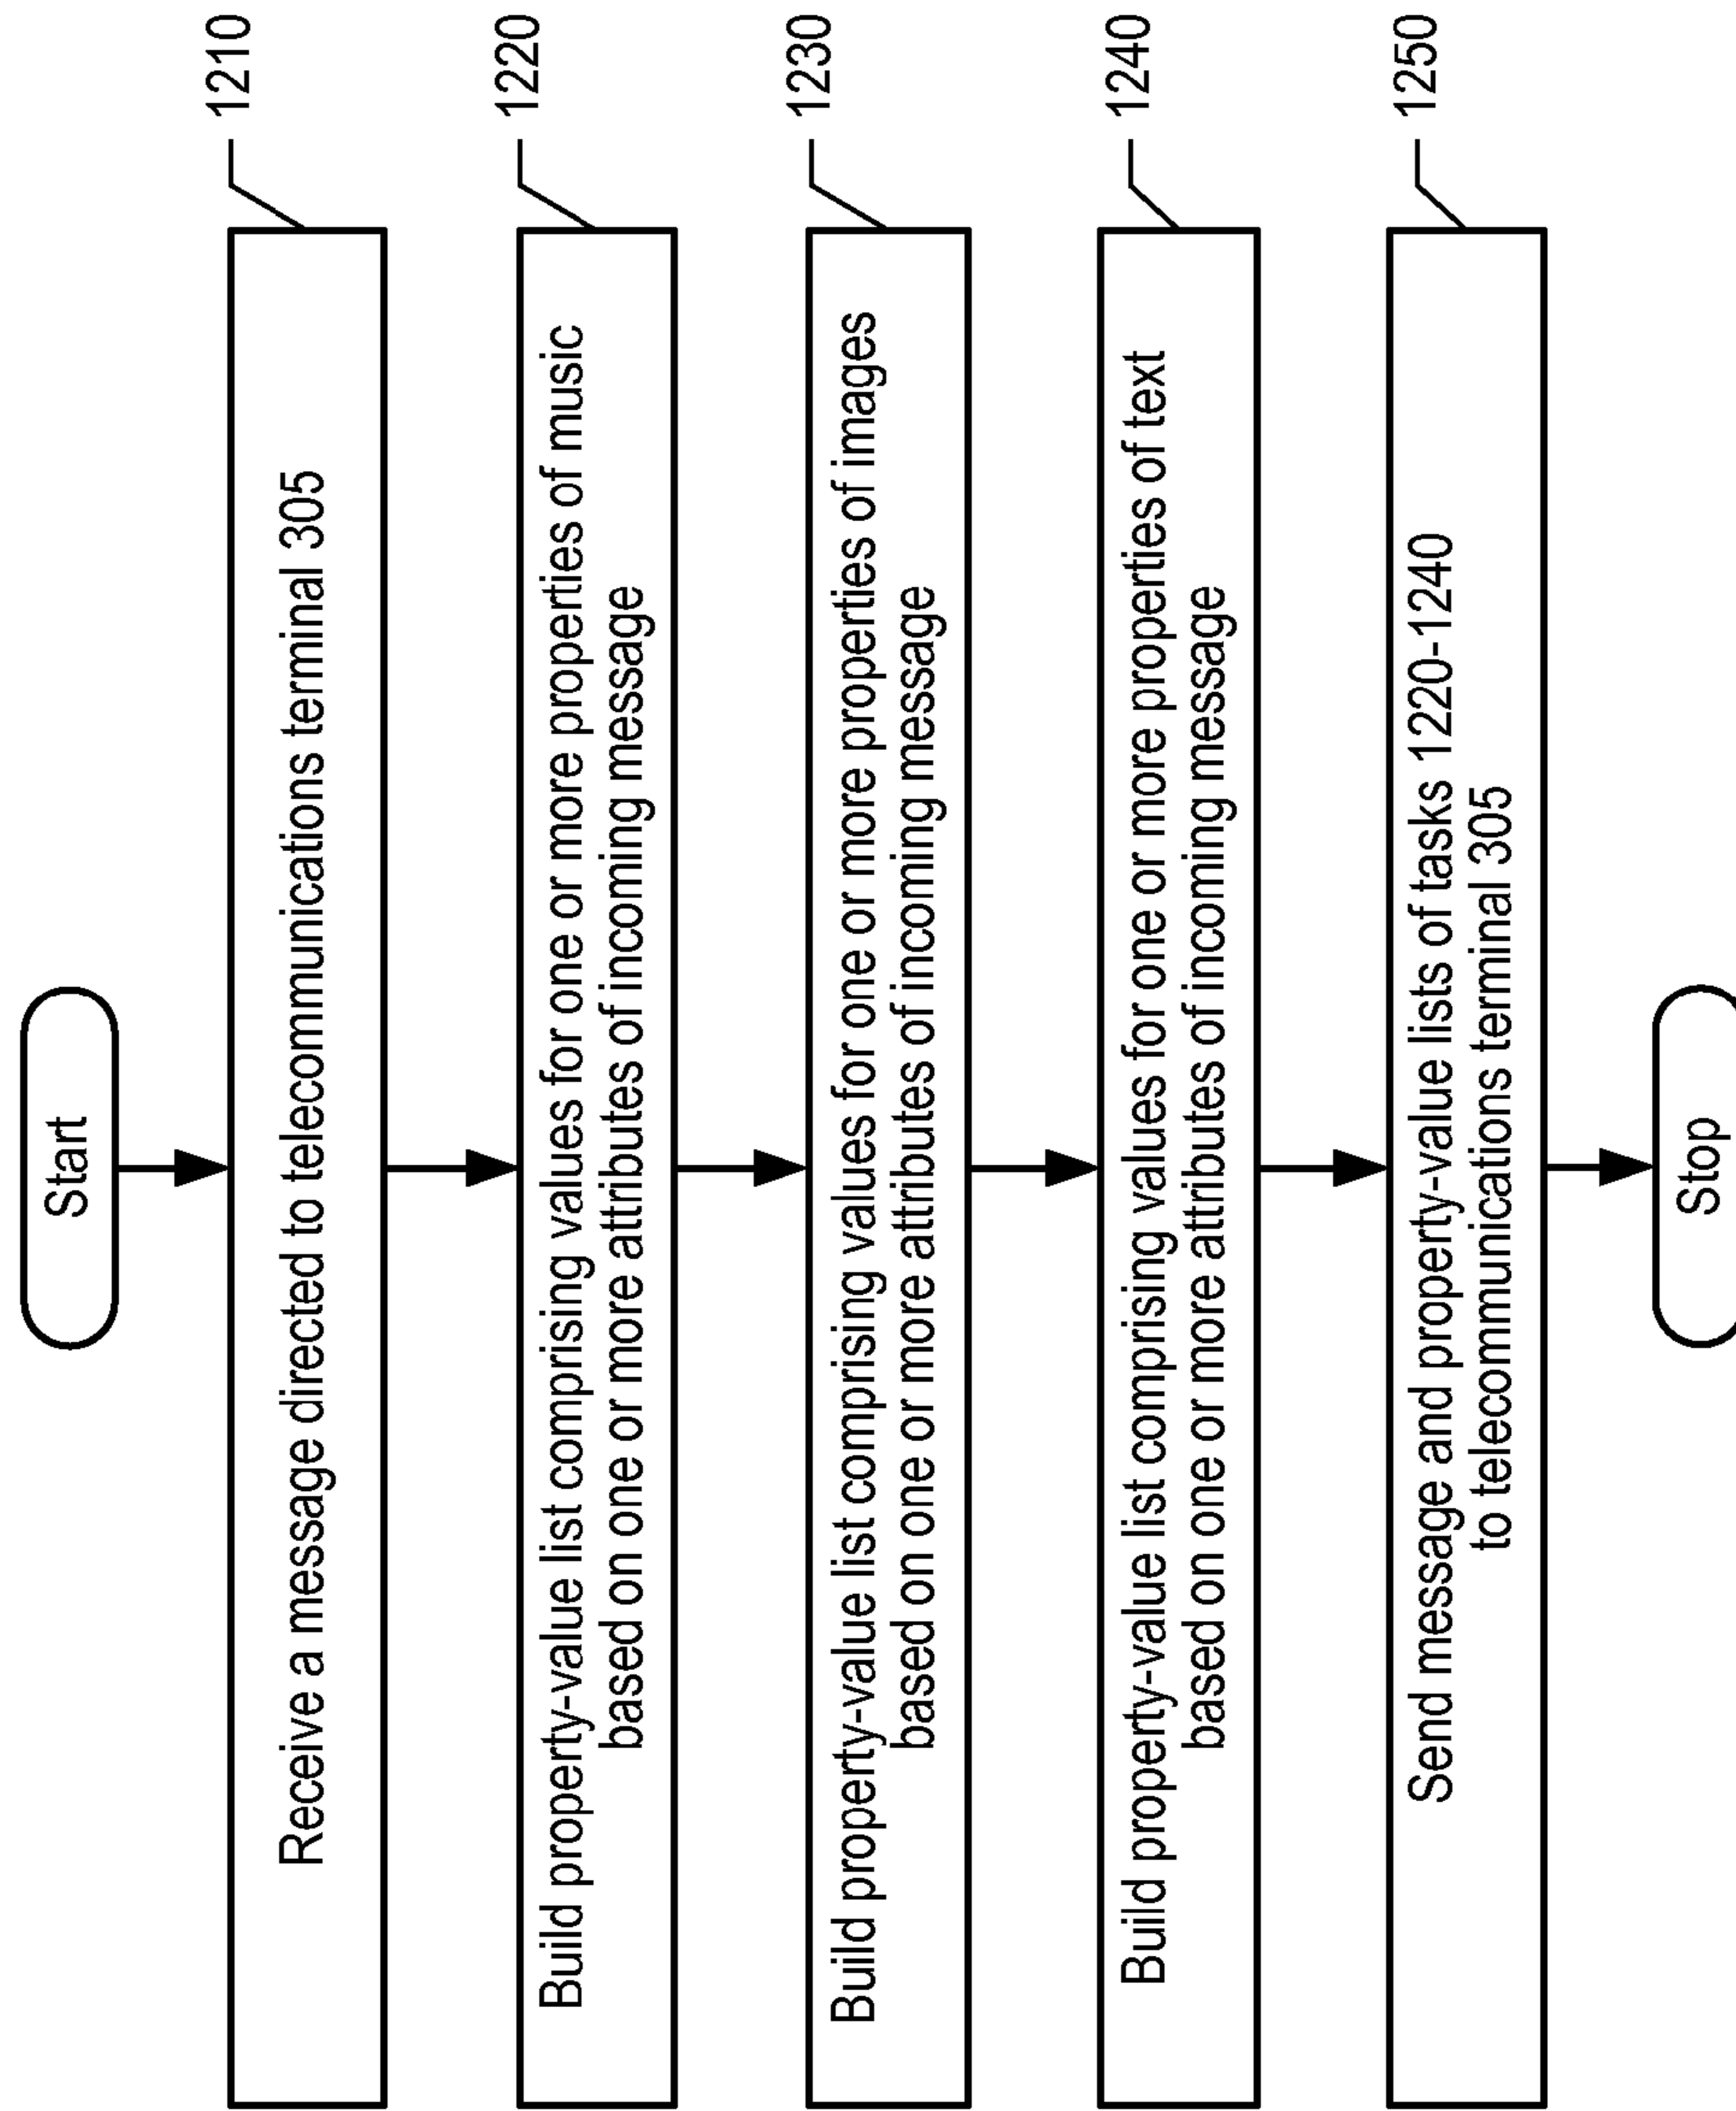 Start
1210
Receive a message directed to telecommunications terminal 305
1220
Build property-value list comprising values for one or more properties of music
based on one or more attributes of incoming message
1230
Build property-value list comprising values for one or more properties of images
based on one or more attributes of incoming message
1240
Build property-value list comprising values for one or more properties of text
based on one or more attributes of incoming message
1250
Send message and property-value lists of tasks 1220-1240
to telecommunications terminal 305
Stop